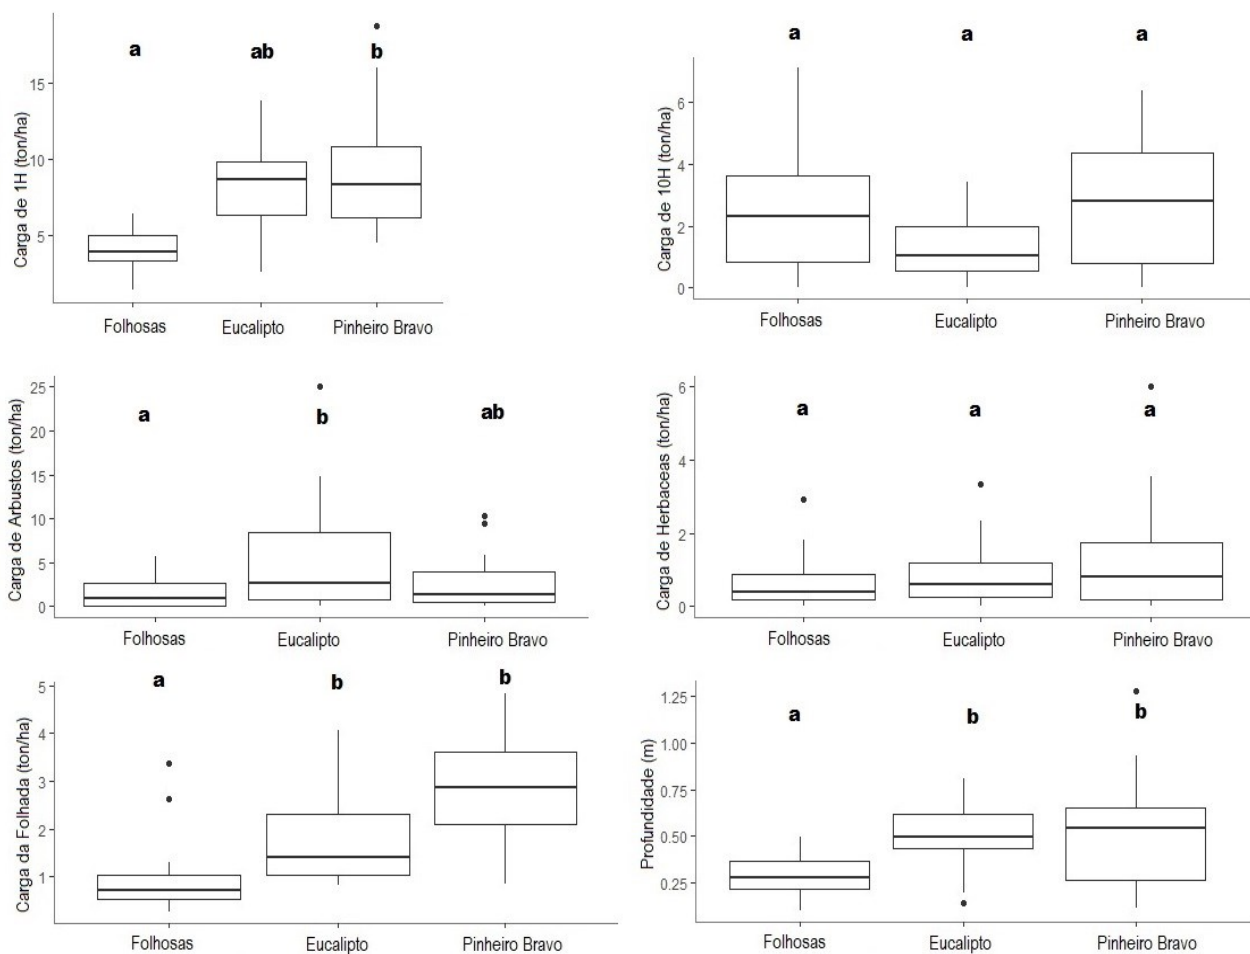 a
ab
b
Carga de 1H (ton/ha)
15
10
5
Folhosas
Eucalipto
Pinheiro Bravo
a
a
a
Carga de 10H (ton/ha)
6
4
2
0
Folhosas
Eucalipto
Pinheiro Bravo
a
b
ab
Carga de Arbustos (ton/ha)
25
20
15
10
5
0
Folhosas
Eucalipto
Pinheiro Bravo
a
a
a
Carga de Herbaceas (ton/ha)
6
4
2
0
Folhosas
Eucalipto
Pinheiro Bravo
a
b
b
Carga da Folhada (ton/ha)
5
4
3
2
1
Folhosas
Eucalipto
Pinheiro Bravo
a
b
b
Profundidade (m)
1.25
1.00
0.75
0.50
0.25
Folhosas
Eucalipto
Pinheiro Bravo